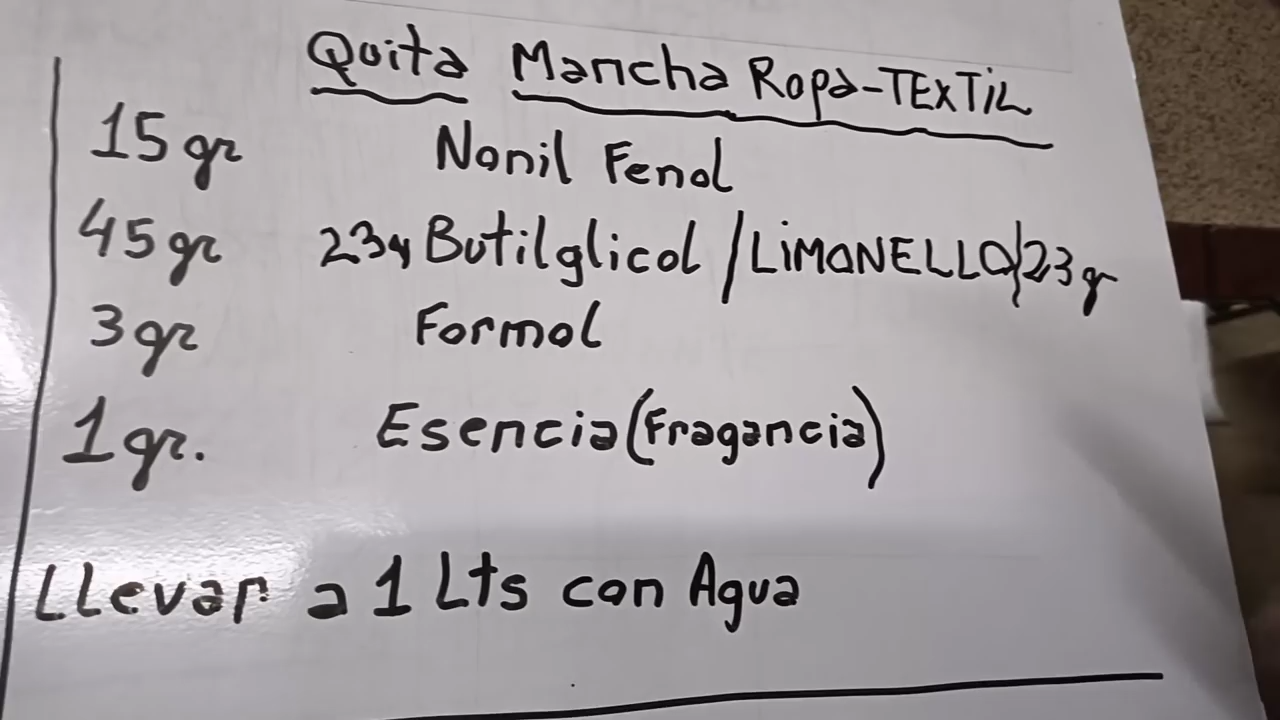 Quita Mancha Ropa-TEXTiL
15 gr Nonil Fenol
45 gr 23gr Butilglicol / LiMONELLO/23 gr
3 gr Formol
1 gr. Esencia (Fragancia)
LLevar a 1 Lts con Agua